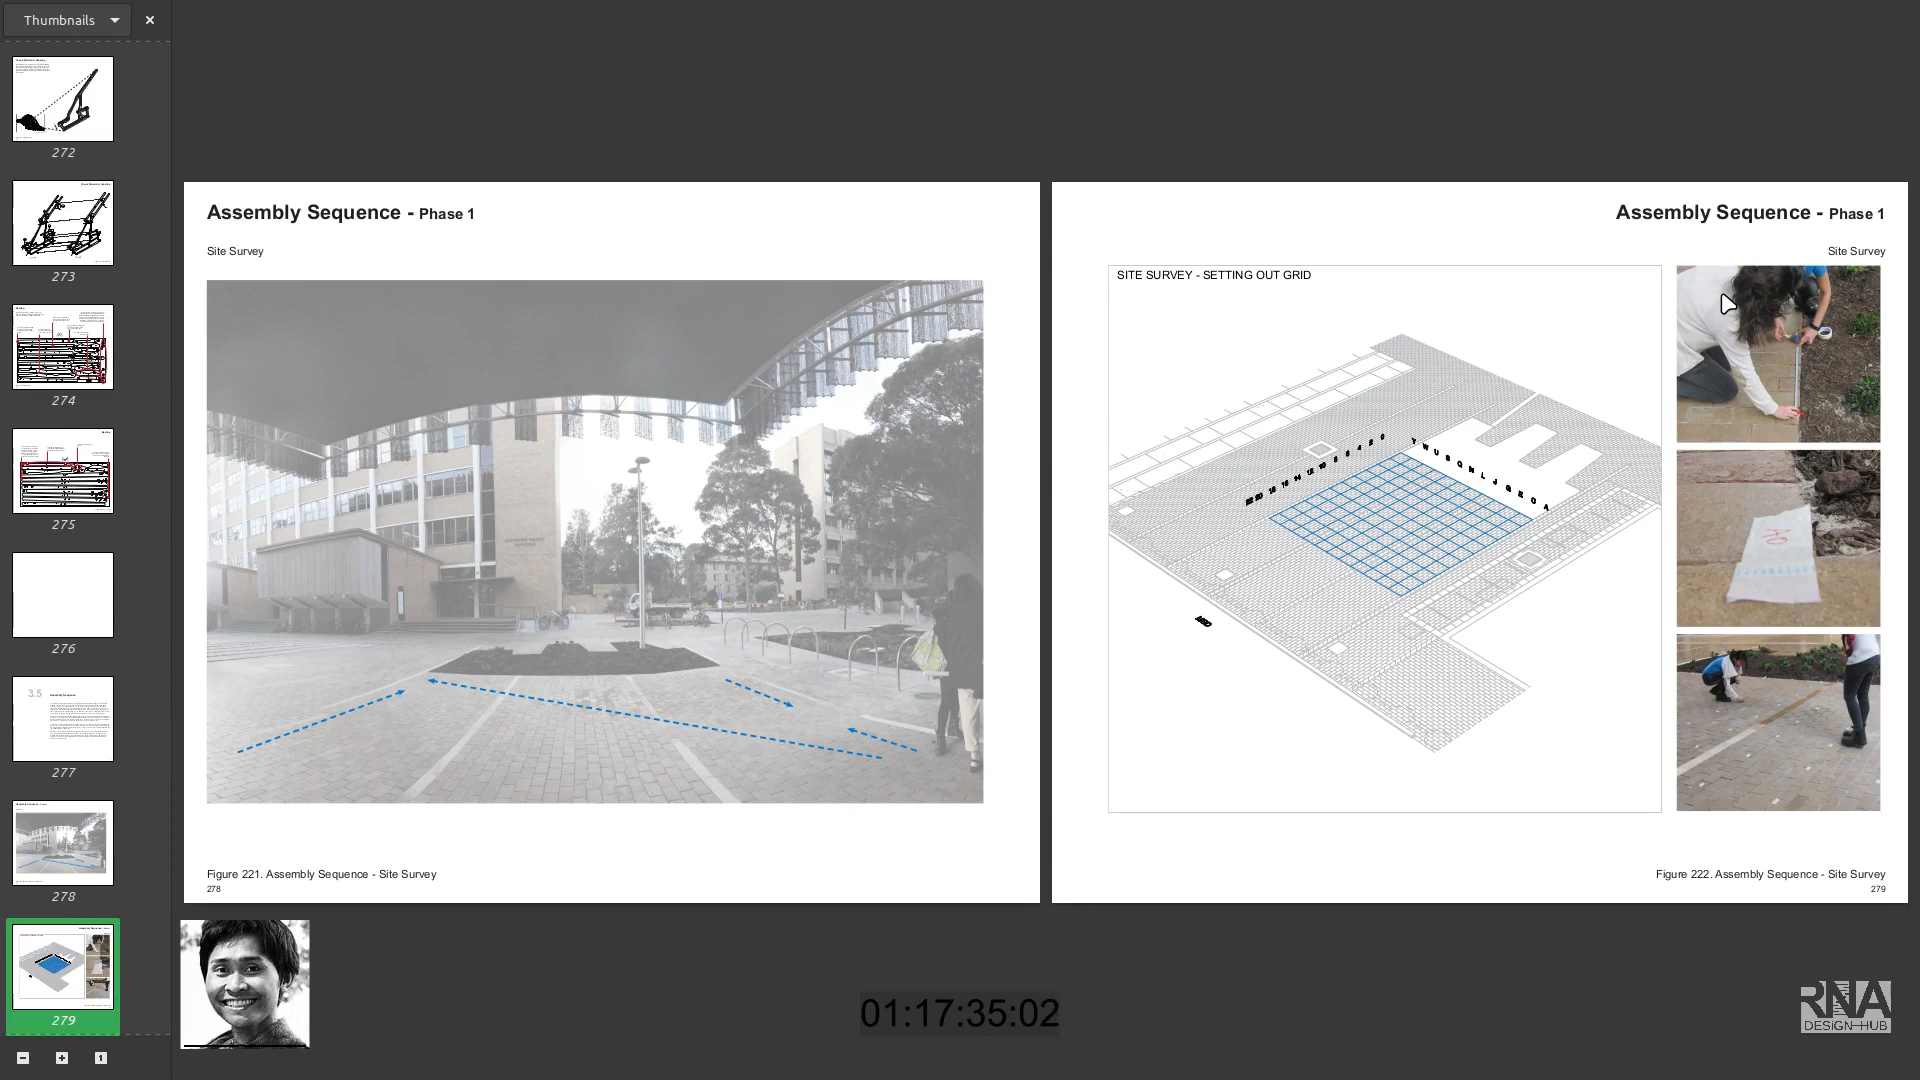 Thumbnails
272
273
274
275
276
3.5
277
278
279
Assembly Sequence - Phase 1
Site Survey
Figure 221. Assembly Sequence - Site Survey
278
Assembly Sequence - Phase 1
Site Survey
SITE SURVEY - SETTING OUT GRID
Figure 222. Assembly Sequence - Site Survey
279
01:17:35:02
RNA
DESIGN-HUB